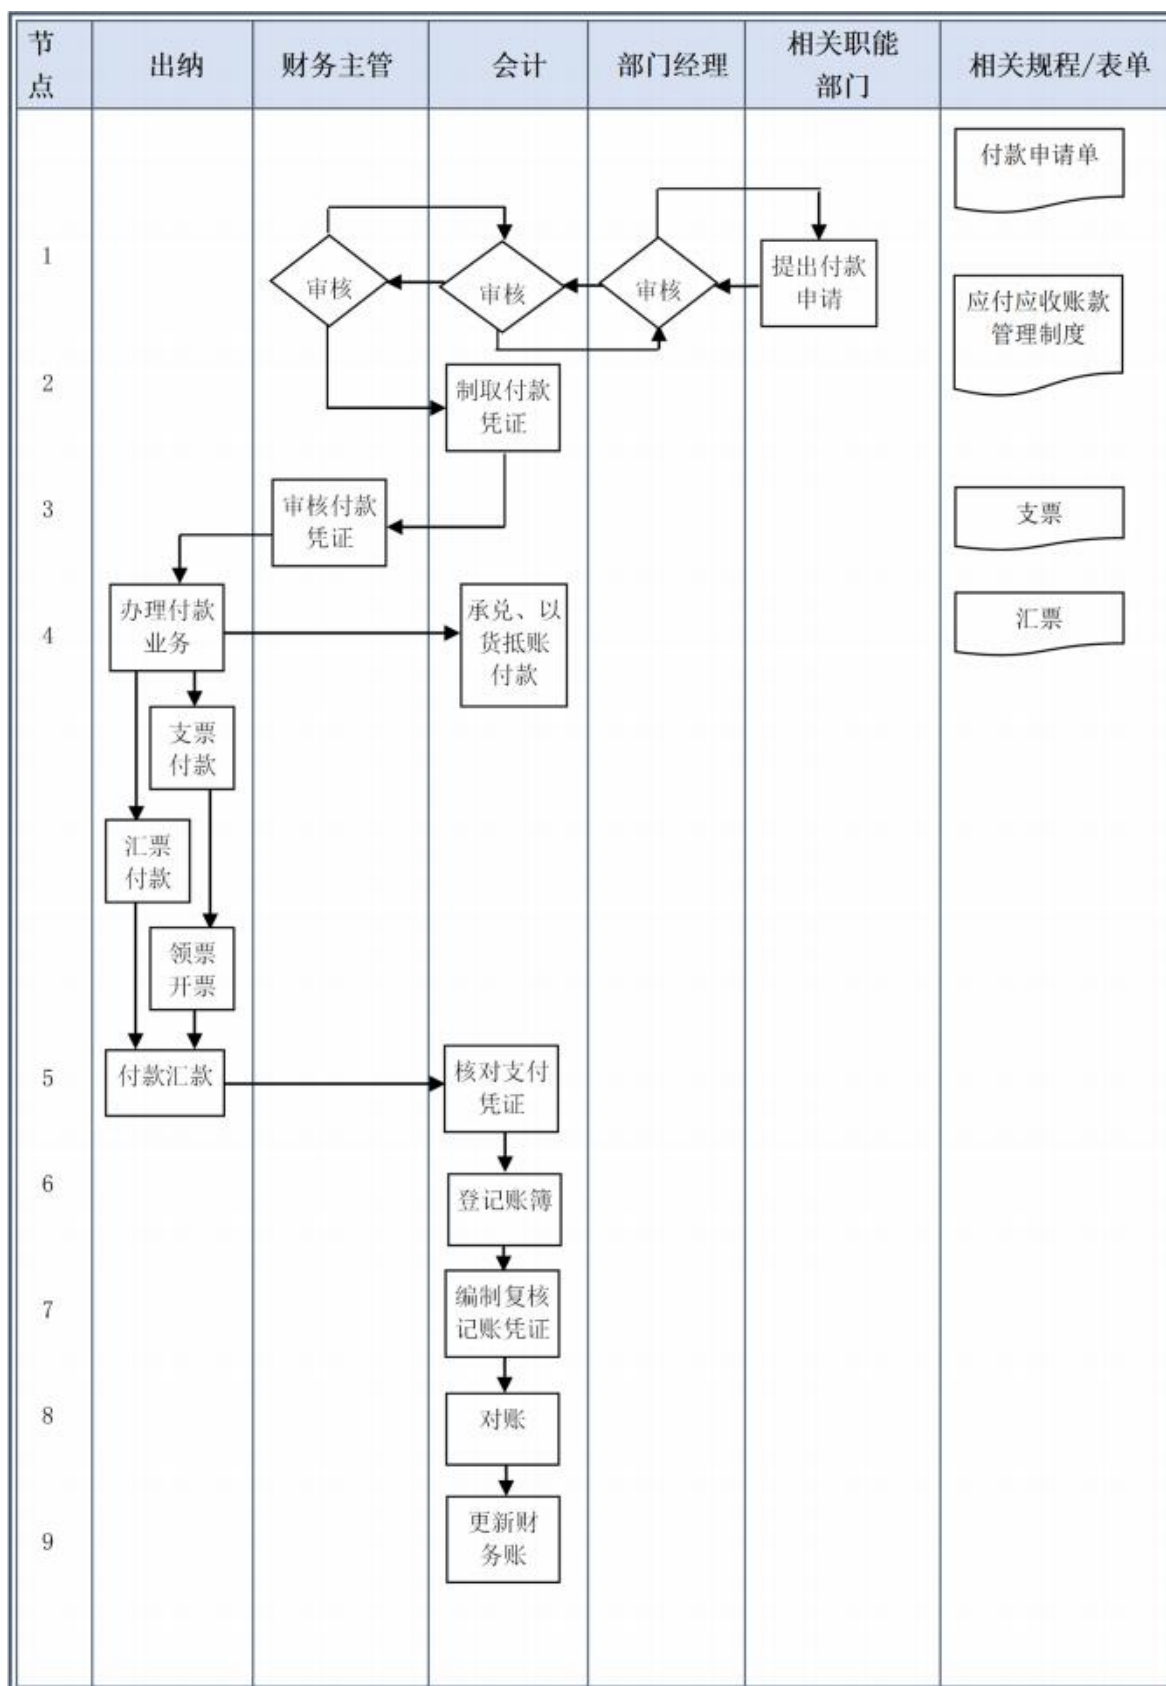 节
点
出纳
财务主管
会计
部门经理
相关职能
部门
相关规程/表单
付款申请单
1
审核
审核
审核
提出付款
申请
应付应收账款
管理制度
2
制取付款
凭证
3
审核付款
凭证
支票
4
办理付款
业务
承兑、以
货抵账
付款
汇票
支票
付款
汇票
付款
领票
开票
5
付款汇款
核对支付
凭证
6
登记账簿
7
编制复核
记账凭证
8
对账
9
更新财
务账